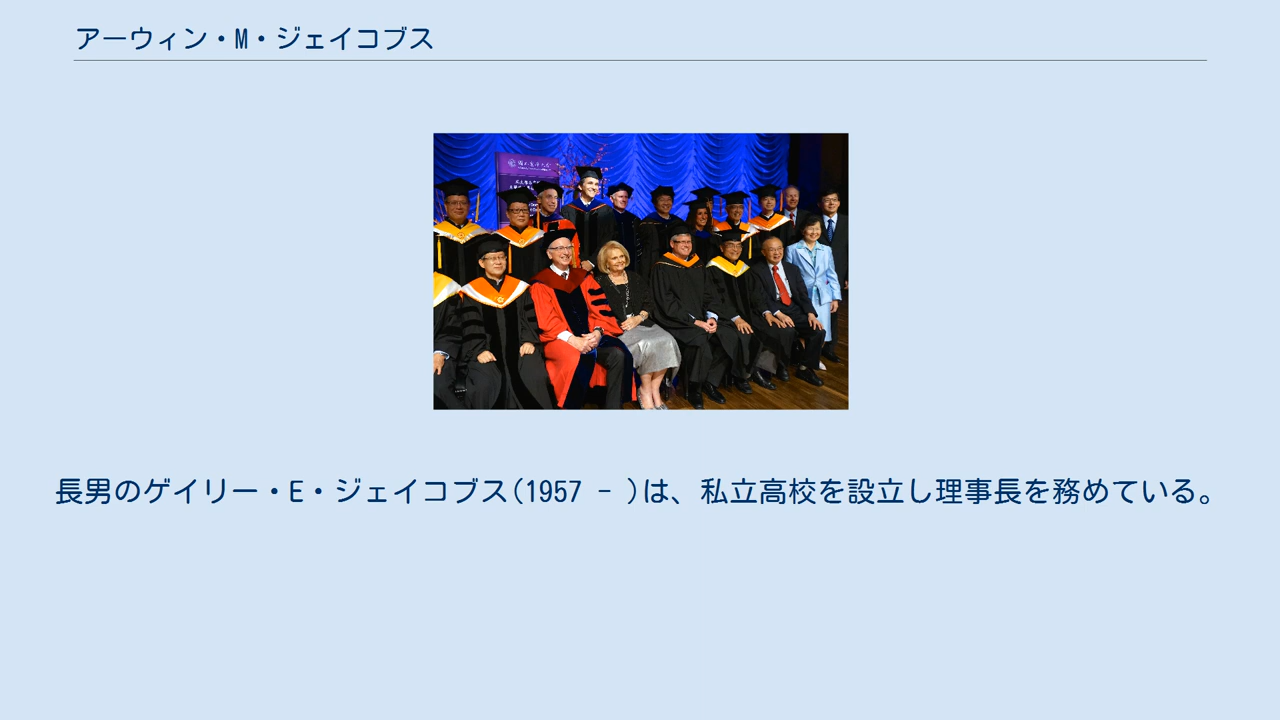 アーウィン・M・ジェイコブス
長男のゲイリー・E・ジェイコブス(1957 - )は、私立高校を設立し理事長を務めている。